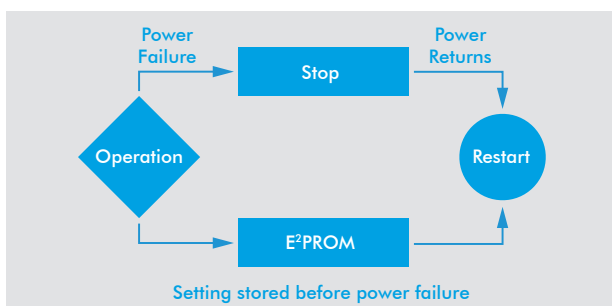 Power
Failure
Stop
Power
Returns
Operation
Restart
E²PROM
Setting stored before power failure